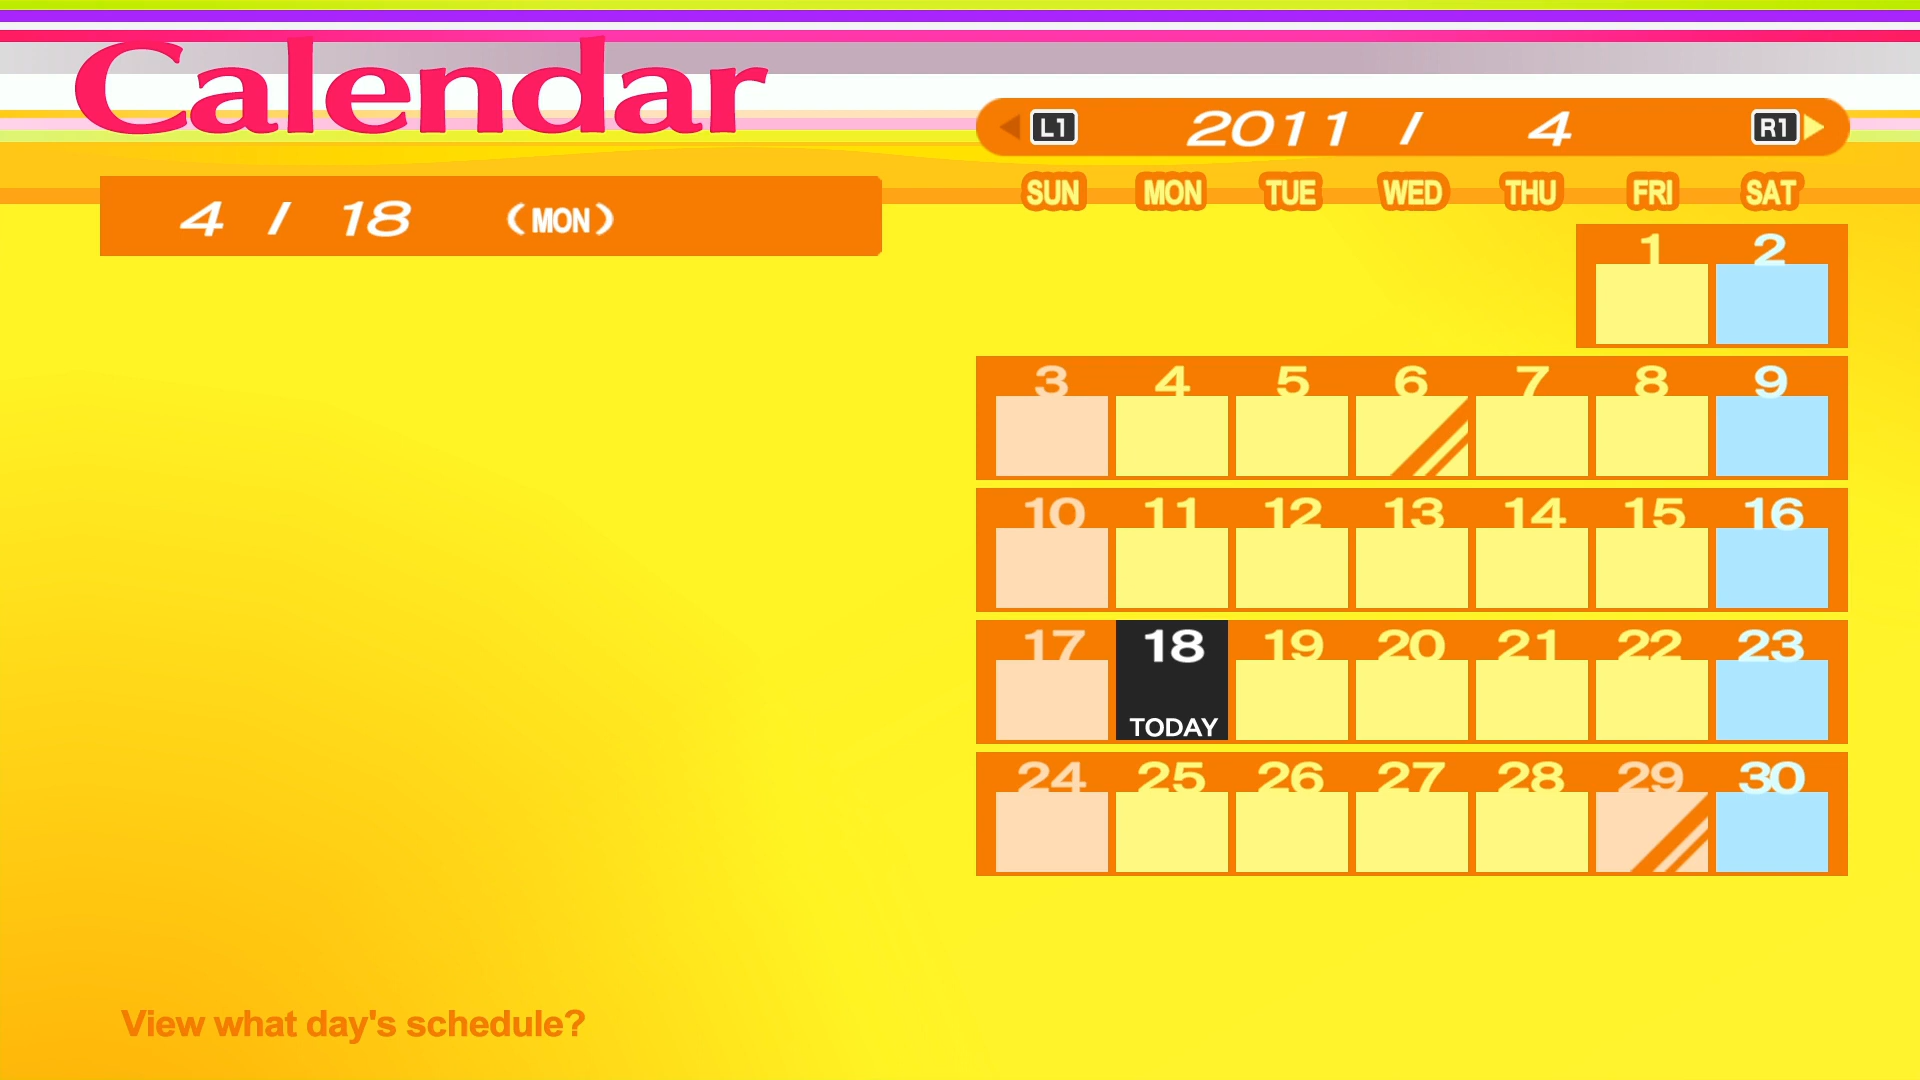 Calendar
L1 2011 / 4 R1
4 / 18 (MON)
SUN MON TUE WED THU FRI SAT
1 2
3 4 5 6 7 8 9
10 11 12 13 14 15 16
17 18 19 20 21 22 23
TODAY
24 25 26 27 28 29 30
View what day's schedule?